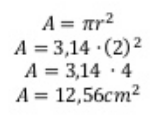 A = πr²
A = 3,14 · (2)²
A = 3,14 · 4
A = 12,56cm²